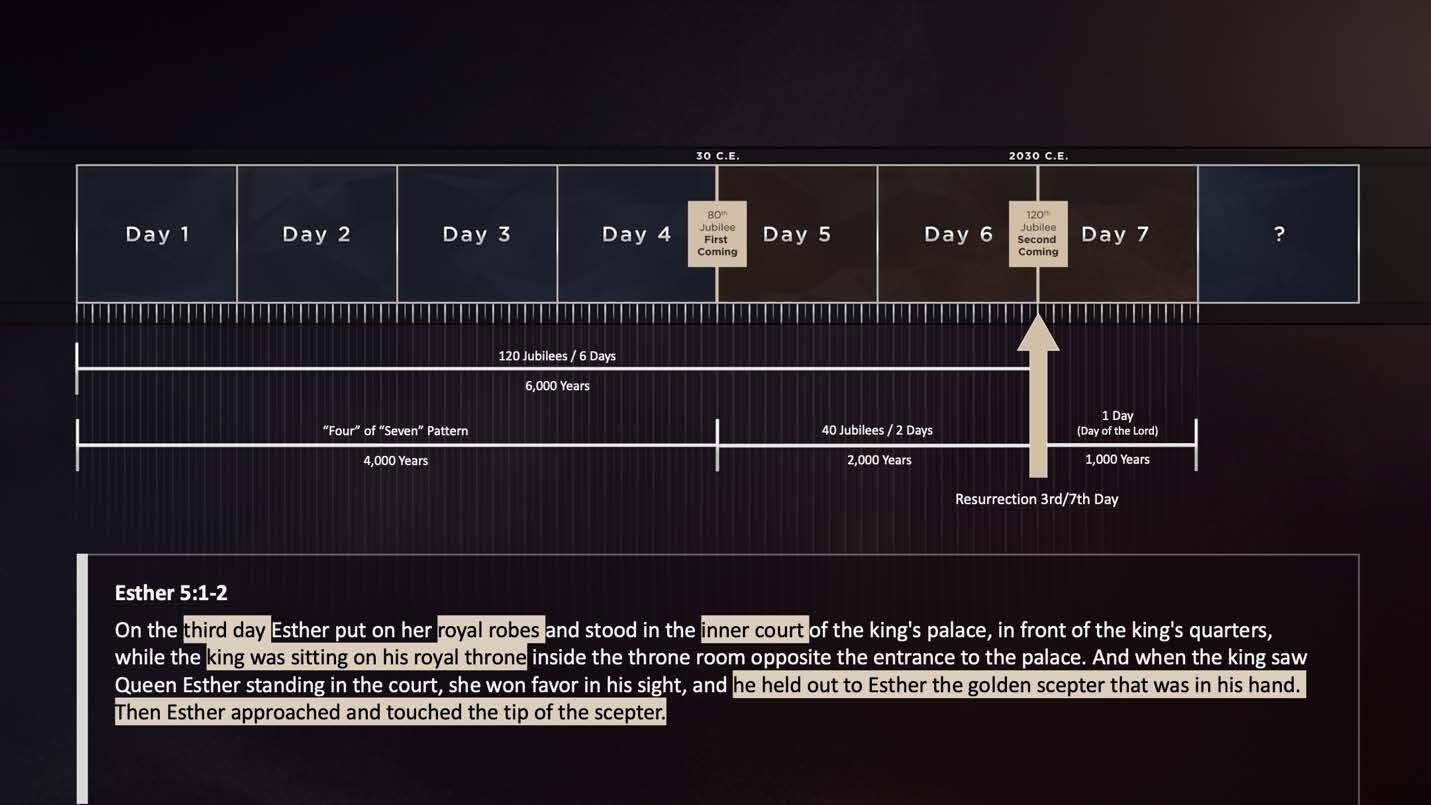 30 C.E.
2030 C.E.
Day 1
Day 2
Day 3
Day 4
80th
Jubilee
First
Coming
Day 5
Day 6
120th
Jubilee
Second
Coming
Day 7
?
120 Jubilees / 6 Days
6,000 Years
“Four” of “Seven” Pattern
4,000 Years
40 Jubilees / 2 Days
2,000 Years
1 Day
(Day of the Lord)
1,000 Years
Resurrection 3rd/7th Day
Esther 5:1-2
On the third day Esther put on her royal robes and stood in the inner court of the king's palace, in front of the king's quarters,
while the king was sitting on his royal throne inside the throne room opposite the entrance to the palace. And when the king saw
Queen Esther standing in the court, she won favor in his sight, and he held out to Esther the golden scepter that was in his hand.
Then Esther approached and touched the tip of the scepter.